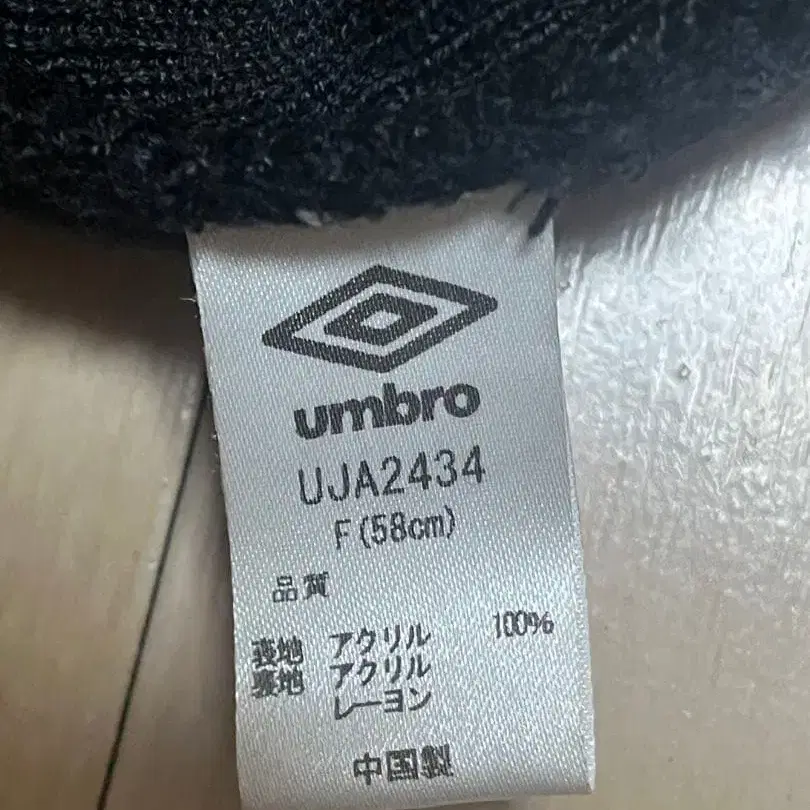 umbro
UJA2434
F(58cm)
品質
表地 アクリル 100%
裏地 アクリル
レーヨン
中国製